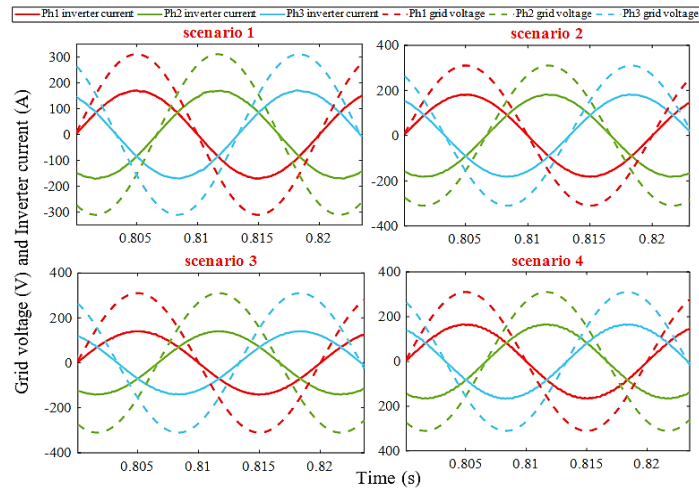 Ph1 inverter current Ph2 inverter current Ph3 inverter current Ph1 grid voltage Ph2 grid voltage Ph3 grid voltage
Grid voltage (V) and Inverter current (A)
scenario 1
300
200
100
0
-100
-200
-300
0.805 0.81 0.815 0.82
scenario 2
400
200
0
-200
-400
0.805 0.81 0.815 0.82
scenario 3
400
200
0
-200
-400
0.805 0.81 0.815 0.82
scenario 4
400
200
0
-200
-400
0.805 0.81 0.815 0.82
Time (s)